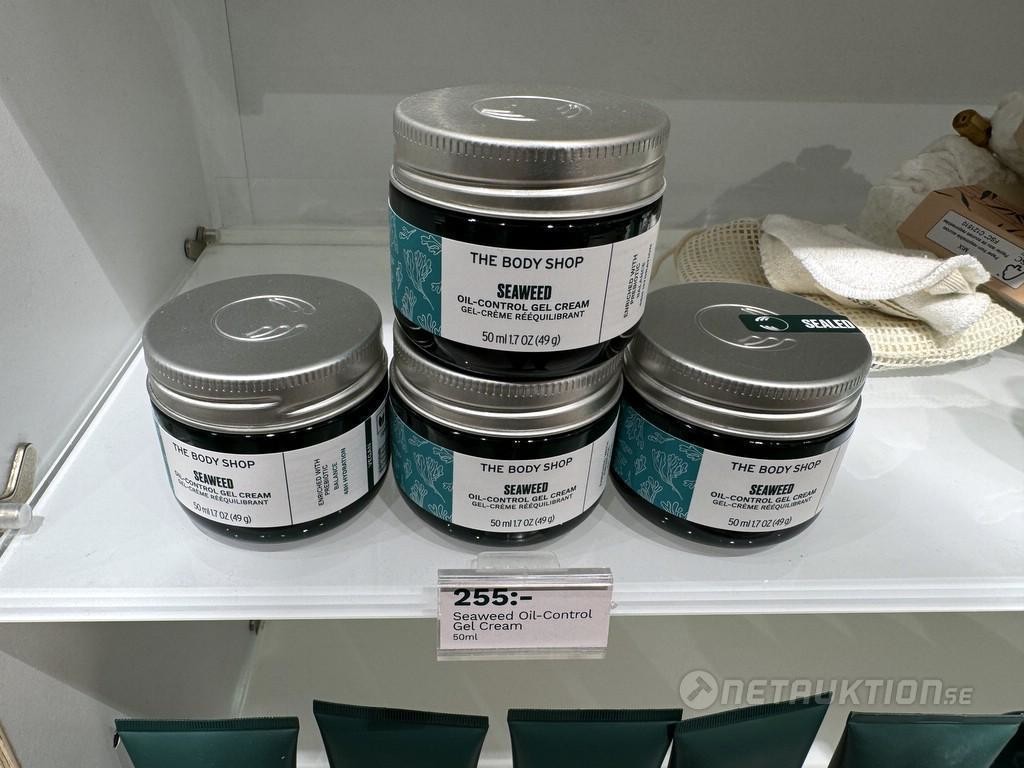 THE BODY SHOP
SEAWEED
OIL-CONTROL GEL CREAM
GEL-CRÈME RÉÉQUILIBRANT
50 ml 1.7 OZ (49 g)
ENRICHED WITH
PREBIOTIC
BALANCE
THE BODY SHOP
SEAWEED
OIL-CONTROL GEL CREAM
GEL-CRÈME RÉÉQUILIBRANT
50 ml 1.7 OZ (49 g)
ENRICHED WITH
PREBIOTIC
BALANCE
48H HYDRATION
VEGAN
THE BODY SHOP
SEAWEED
OIL-CONTROL GEL CREAM
GEL-CRÈME RÉÉQUILIBRANT
50 ml 1.7 OZ (49 g)
SEALED
THE BODY SHOP
SEAWEED
OIL-CONTROL GEL CREAM
GEL-CRÈME RÉÉQUILIBRANT
50 ml 1.7 OZ (49 g)
MIX
255:-
Seaweed Oil-Control
Gel Cream
50ml
NETAUKTION.SE